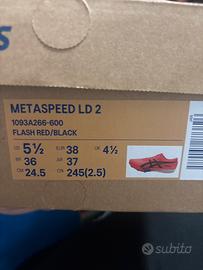 S
METASPEED LD 2
1093A266-600
FLASH RED/BLACK
US 5½ EUR 38 UK 4½
BR 36 AR 37
CM 24.5 CN 245(2.5)
subito